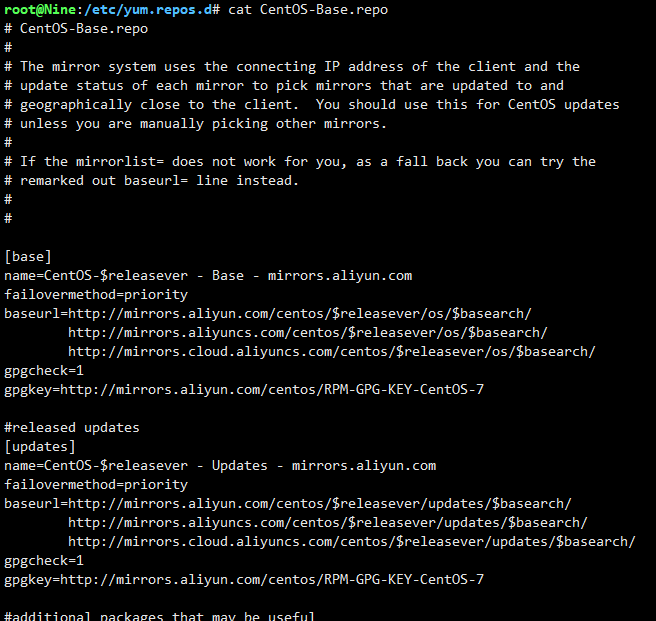 root@Nine:/etc/yum.repos.d# cat CentOS-Base.repo
# CentOS-Base.repo
#
# The mirror system uses the connecting IP address of the client and the
# update status of each mirror to pick mirrors that are updated to and
# geographically close to the client.  You should use this for CentOS updates
# unless you are manually picking other mirrors.
#
# If the mirrorlist= does not work for you, as a fall back you can try the
# remarked out baseurl= line instead.
#
#
[base]
name=CentOS-$releasever - Base - mirrors.aliyun.com
failovermethod=priority
baseurl=http://mirrors.aliyun.com/centos/$releasever/os/$basearch/
        http://mirrors.aliyuncs.com/centos/$releasever/os/$basearch/
        http://mirrors.cloud.aliyuncs.com/centos/$releasever/os/$basearch/
gpgcheck=1
gpgkey=http://mirrors.aliyun.com/centos/RPM-GPG-KEY-CentOS-7
#released updates
[updates]
name=CentOS-$releasever - Updates - mirrors.aliyun.com
failovermethod=priority
baseurl=http://mirrors.aliyun.com/centos/$releasever/updates/$basearch/
        http://mirrors.aliyuncs.com/centos/$releasever/updates/$basearch/
        http://mirrors.cloud.aliyuncs.com/centos/$releasever/updates/$basearch/
gpgcheck=1
gpgkey=http://mirrors.aliyun.com/centos/RPM-GPG-KEY-CentOS-7
#additional packages that may be useful